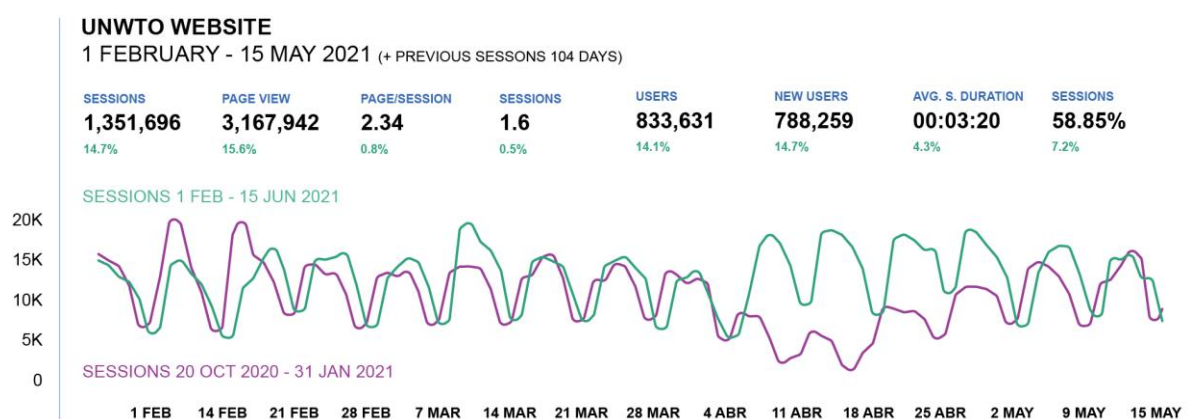 UNWTO WEBSITE
1 FEBRUARY - 15 MAY 2021 (+ PREVIOUS SESSONS 104 DAYS)
SESSIONS PAGE VIEW PAGE/SESSION SESSIONS USERS NEW USERS AVG. S. DURATION SESSIONS
1,351,696 3,167,942 2.34 1.6 833,631 788,259 00:03:20 58.85%
14.7% 15.6% 0.8% 0.5% 14.1% 14.7% 4.3% 7.2%
SESSIONS 1 FEB - 15 JUN 2021
20K
15K
10K
5K
SESSIONS 20 OCT 2020 - 31 JAN 2021
0
1 FEB 14 FEB 21 FEB 28 FEB 7 MAR 14 MAR 21 MAR 28 MAR 4 ABR 11 ABR 18 ABR 25 ABR 2 MAY 9 MAY 15 MAY